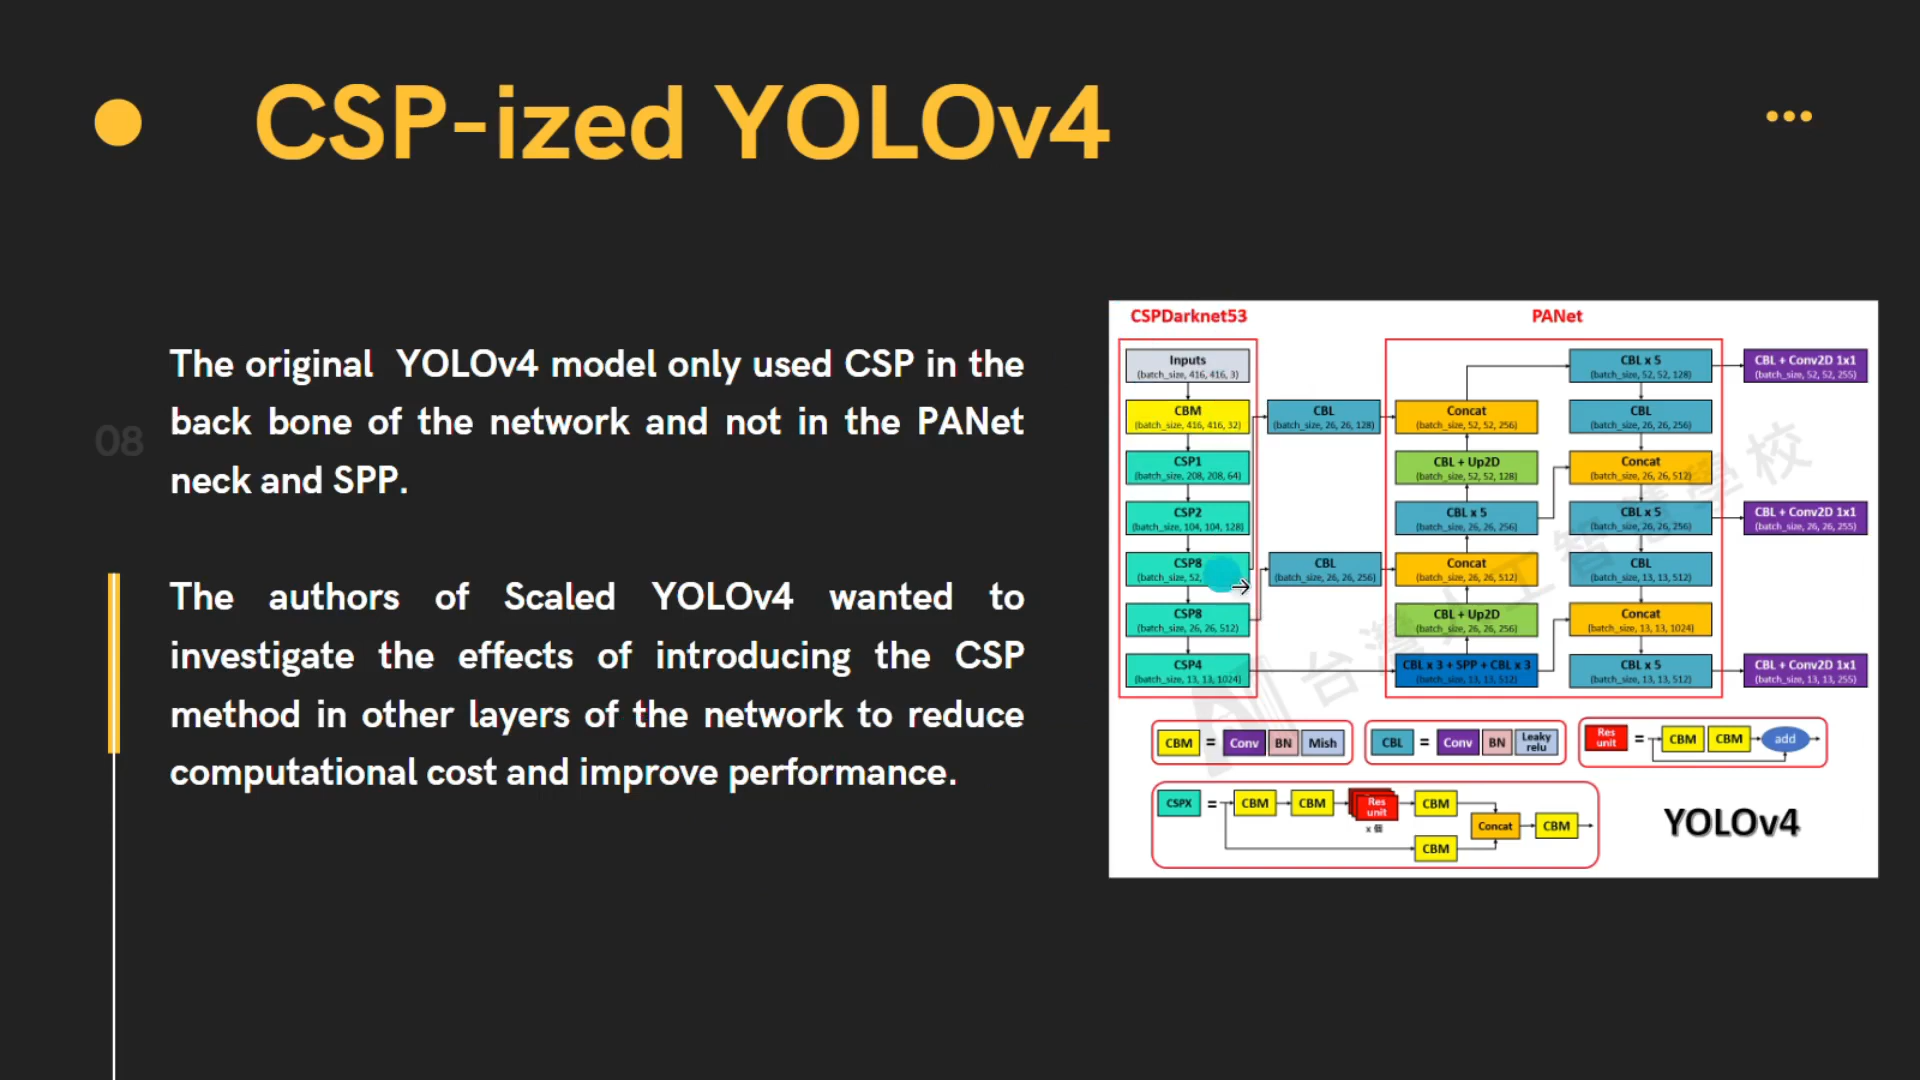 CSP-ized YOLOv4
08
The original YOLOv4 model only used CSP in the
back bone of the network and not in the PANet
neck and SPP.
The authors of Scaled YOLOv4 wanted to
investigate the effects of introducing the CSP
method in other layers of the network to reduce
computational cost and improve performance.
CSPDarknet53
Inputs
(batch_size, 416, 416, 3)
CBM
(batch_size, 416, 416, 32)
CSP1
(batch_size, 208, 208, 64)
CSP2
(batch_size, 104, 104, 128)
CSP8
(batch_size, 52,
CSP8
(batch_size, 26, 26, 512)
CSP4
(batch_size, 13, 13, 1024)
CBL
(batch_size, 26, 26, 128)
CBL
(batch_size, 26, 26, 256)
PANet
Concat
(batch_size, 52, 52, 256)
CBL + Up2D
(batch_size, 52, 52, 128)
CBL x 5
(batch_size, 26, 26, 256)
Concat
(batch_size, 26, 26, 512)
CBL + Up2D
(batch_size, 26, 26, 256)
CBL x 3 + SPP + CBL x 3
(batch_size, 13, 13, 512)
CBL x 5
(batch_size, 52, 52, 128)
CBL
(batch_size, 26, 26, 256)
Concat
(batch_size, 26, 26, 512)
CBL x 5
(batch_size, 26, 26, 256)
CBL
(batch_size, 13, 13, 512)
Concat
(batch_size, 13, 13, 1024)
CBL x 5
(batch_size, 13, 13, 512)
CBL + Conv2D 1x1
(batch_size, 52, 52, 255)
CBL + Conv2D 1x1
(batch_size, 26, 26, 255)
CBL + Conv2D 1x1
(batch_size, 13, 13, 255)
CBM = Conv BN Mish
CBL = Conv BN Leaky relu
Res unit = CBM CBM add
CSPX = CBM CBM Res unit CBM
x 個
Concat CBM
CBM
YOLOv4
AI 台灣人工智慧學校